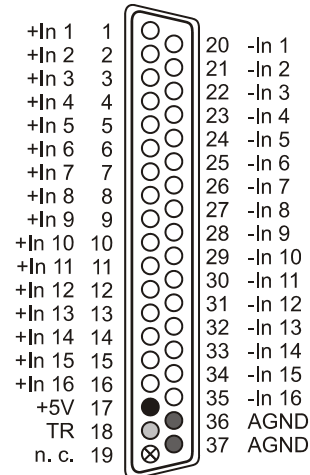 +In 1 1
20 -In 1
+In 2 2
21 -In 2
+In 3 3
22 -In 3
+In 4 4
23 -In 4
+In 5 5
24 -In 5
+In 6 6
25 -In 6
+In 7 7
26 -In 7
+In 8 8
27 -In 8
+In 9 9
28 -In 9
+In 10 10
29 -In 10
+In 11 11
30 -In 11
+In 12 12
31 -In 12
+In 13 13
32 -In 13
+In 14 14
33 -In 14
+In 15 15
34 -In 15
+In 16 16
35 -In 16
+5V 17
36 AGND
TR 18
37 AGND
n. c. 19